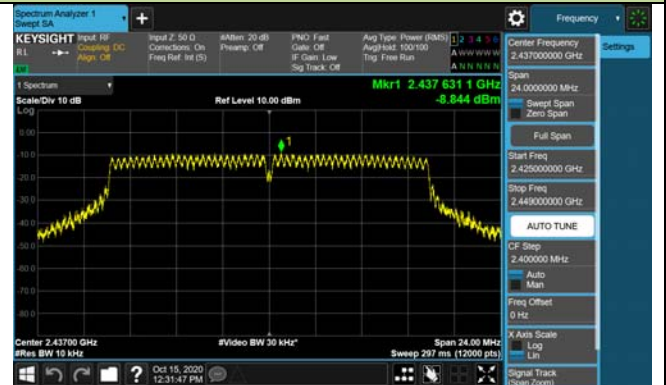 Spectrum Analyzer 1
Swept SA
Frequency
KEYSIGHT
RL
Input: RF
Coupling: DC
Align: Off
Input Z: 50 Ω
Corrections: On
Freq Ref: Int (S)
#Atten: 20 dB
Preamp: Off
PNO: Fast
Gate: Off
IF Gain: Low
Sig Track: Off
Avg Type: Power (RMS)
Avg|Hold: 100/100
Trig: Free Run
1 2 3 4 5 6
A W W W W W
A N N N N N
1 Spectrum
Scale/Div 10 dB
Log
Ref Level 10.00 dBm
Mkr1 2.437 631 1 GHz
-8.844 dBm
1
0.00
-10.0
-20.0
-30.0
-40.0
-50.0
-60.0
-70.0
-80.0
Center 2.43700 GHz
#Res BW 10 kHz
#Video BW 30 kHz*
Span 24.00 MHz
Sweep 297 ms (12000 pts)
Center Frequency
2.437000000 GHz
Settings
Span
24.0000000 MHz
Swept Span
Zero Span
Full Span
Start Freq
2.425000000 GHz
Stop Freq
2.449000000 GHz
AUTO TUNE
CF Step
2.400000 MHz
Auto
Man
Freq Offset
0 Hz
X Axis Scale
Log
Lin
Signal Track
(Span Zoom)
Oct 15, 2020
12:31:47 PM